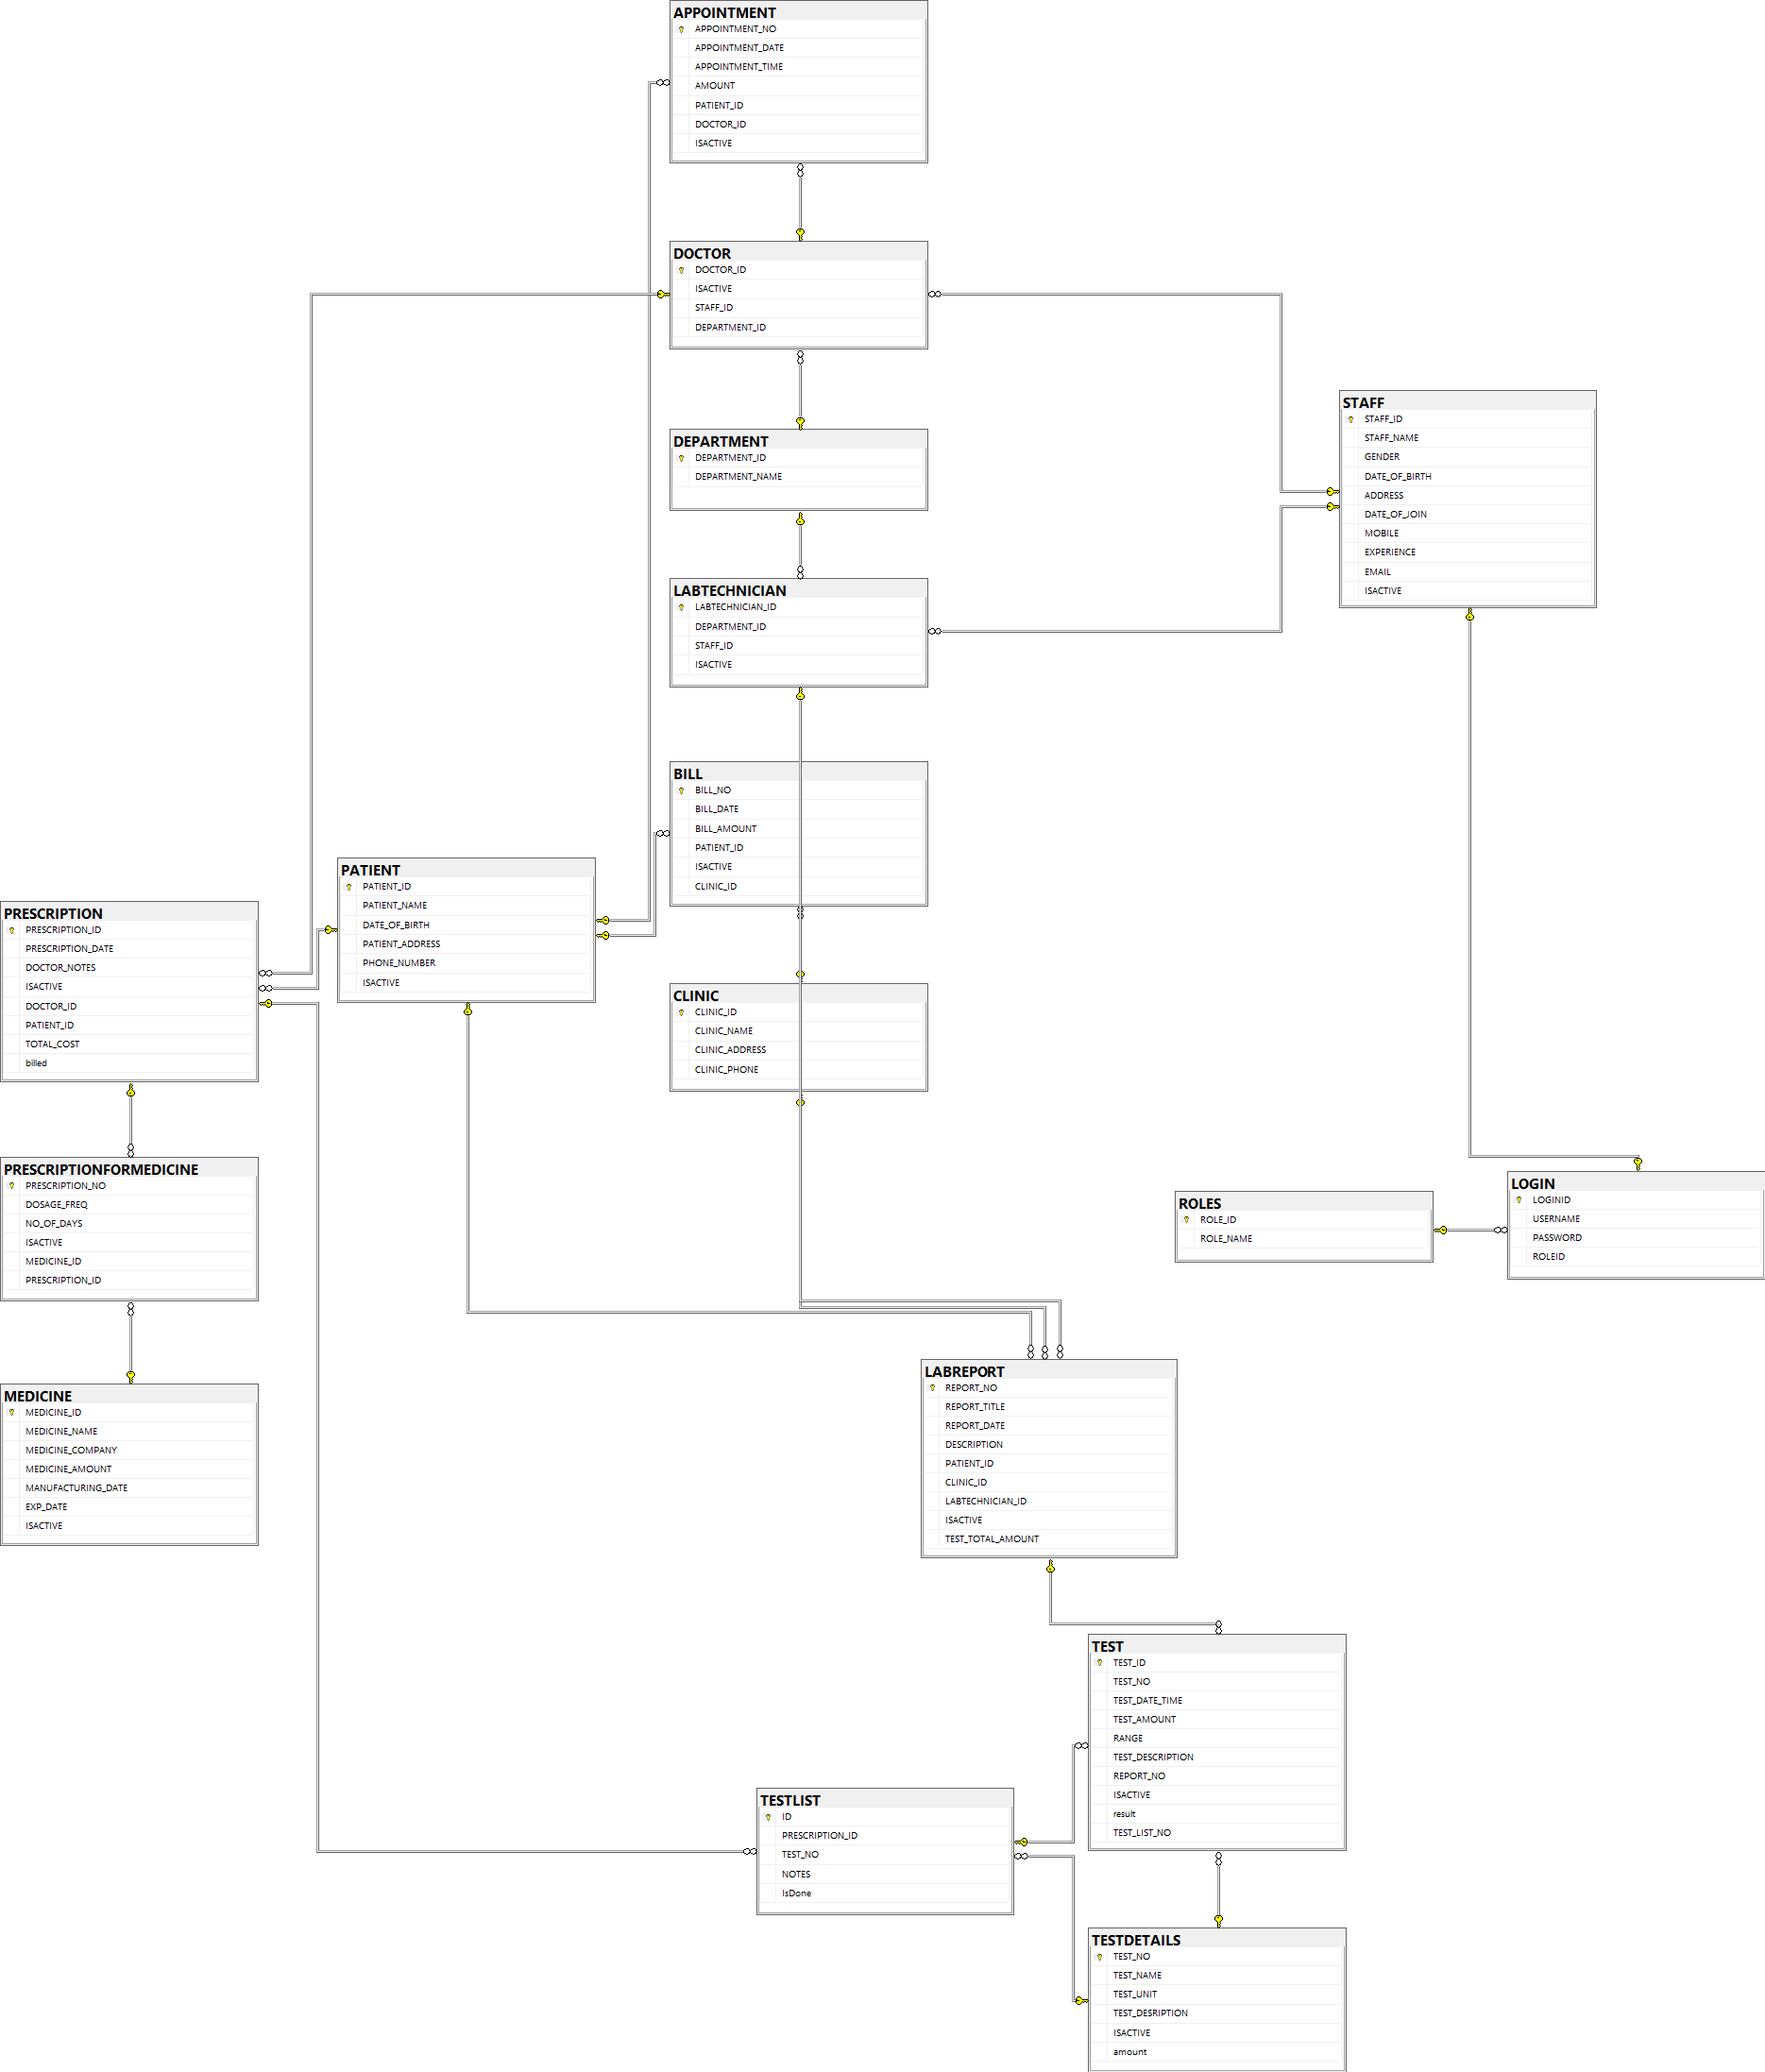 APPOINTMENT
APPOINTMENT_NO
APPOINTMENT_DATE
APPOINTMENT_TIME
AMOUNT
PATIENT_ID
DOCTOR_ID
ISACTIVE
DOCTOR
DOCTOR_ID
ISACTIVE
STAFF_ID
DEPARTMENT_ID
DEPARTMENT
DEPARTMENT_ID
DEPARTMENT_NAME
STAFF
STAFF_ID
STAFF_NAME
GENDER
DATE_OF_BIRTH
ADDRESS
DATE_OF_JOIN
MOBILE
EXPERIENCE
EMAIL
ISACTIVE
LABTECHNICIAN
LABTECHNICIAN_ID
DEPARTMENT_ID
STAFF_ID
ISACTIVE
BILL
BILL_NO
BILL_DATE
BILL_AMOUNT
PATIENT_ID
ISACTIVE
CLINIC_ID
PATIENT
PATIENT_ID
PATIENT_NAME
DATE_OF_BIRTH
PATIENT_ADDRESS
PHONE_NUMBER
ISACTIVE
PRESCRIPTION
PRESCRIPTION_ID
PRESCRIPTION_DATE
DOCTOR_NOTES
ISACTIVE
DOCTOR_ID
PATIENT_ID
TOTAL_COST
billed
CLINIC
CLINIC_ID
CLINIC_NAME
CLINIC_ADDRESS
CLINIC_PHONE
PRESCRIPTIONFORMEDICINE
PRESCRIPTION_NO
DOSAGE_FREQ
NO_OF_DAYS
ISACTIVE
MEDICINE_ID
PRESCRIPTION_ID
ROLES
ROLE_ID
ROLE_NAME
LOGIN
LOGINID
USERNAME
PASSWORD
ROLEID
MEDICINE
MEDICINE_ID
MEDICINE_NAME
MEDICINE_COMPANY
MEDICINE_AMOUNT
MANUFACTURING_DATE
EXP_DATE
ISACTIVE
LABREPORT
REPORT_NO
REPORT_TITLE
REPORT_DATE
DESCRIPTION
PATIENT_ID
CLINIC_ID
LABTECHNICIAN_ID
ISACTIVE
TEST_TOTAL_AMOUNT
TEST
TEST_ID
TEST_NO
TEST_DATE_TIME
TEST_AMOUNT
RANGE
TEST_DESCRIPTION
REPORT_NO
ISACTIVE
result
TEST_LIST_NO
TESTLIST
ID
PRESCRIPTION_ID
TEST_NO
NOTES
IsDone
TESTDETAILS
TEST_NO
TEST_NAME
TEST_UNIT
TEST_DESRIPTION
ISACTIVE
amount